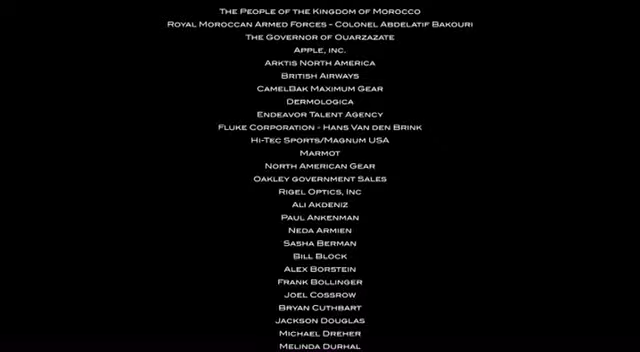 The People of the Kingdom of Morocco
Royal Moroccan Armed Forces - Colonel Abdelatif Bakouri
The Governor of Ouarzazate
Apple, Inc.
Arktis North America
British Airways
CamelBak Maximum Gear
Dermologica
Endeavor Talent Agency
Fluke Corporation - Hans Van den Brink
Hi-Tec Sports/Magnum USA
Marmot
North American Gear
Oakley government Sales
Rigel Optics, Inc
Ali Akdeniz
Paul Ankenman
Neda Armien
Sasha Berman
Bill Block
Alex Borstein
Frank Bollinger
Joel Cossrow
Bryan Cuthbart
Jackson Douglas
Michael Dreher
Melinda Durhal